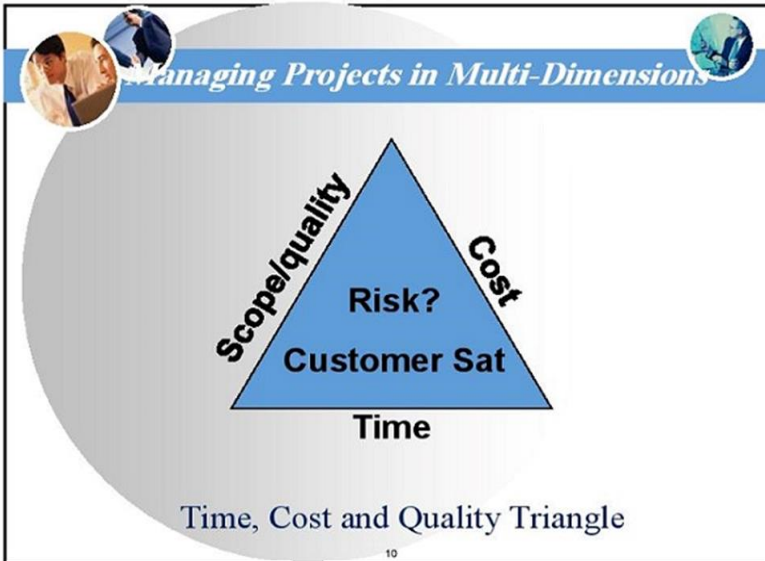 Managing Projects in Multi-Dimensions
Scope/quality
Cost
Risk?
Customer Sat
Time
Time, Cost and Quality Triangle
10